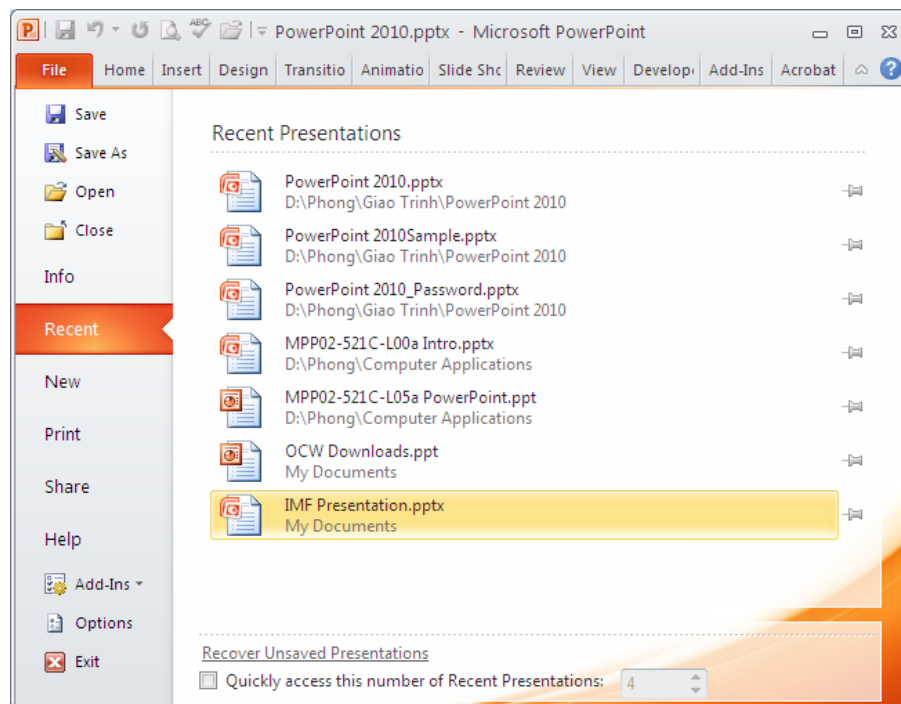 ABC
PowerPoint 2010.pptx - Microsoft PowerPoint
File Home Insert Design Transitio Animatio Slide Sho Review View Develop Add-Ins Acrobat
Save
Save As
Open
Close
Info
Recent
New
Print
Share
Help
Add-Ins
Options
Exit
Recent Presentations
PowerPoint 2010.pptx
D:\Phong\Giao Trinh\PowerPoint 2010
PowerPoint 2010Sample.pptx
D:\Phong\Giao Trinh\PowerPoint 2010
PowerPoint 2010_Password.pptx
D:\Phong\Giao Trinh\PowerPoint 2010
MPP02-521C-L00a Intro.pptx
D:\Phong\Computer Applications
MPP02-521C-L05a PowerPoint.ppt
D:\Phong\Computer Applications
OCW Downloads.ppt
My Documents
IMF Presentation.pptx
My Documents
Recover Unsaved Presentations
Quickly access this number of Recent Presentations: 4